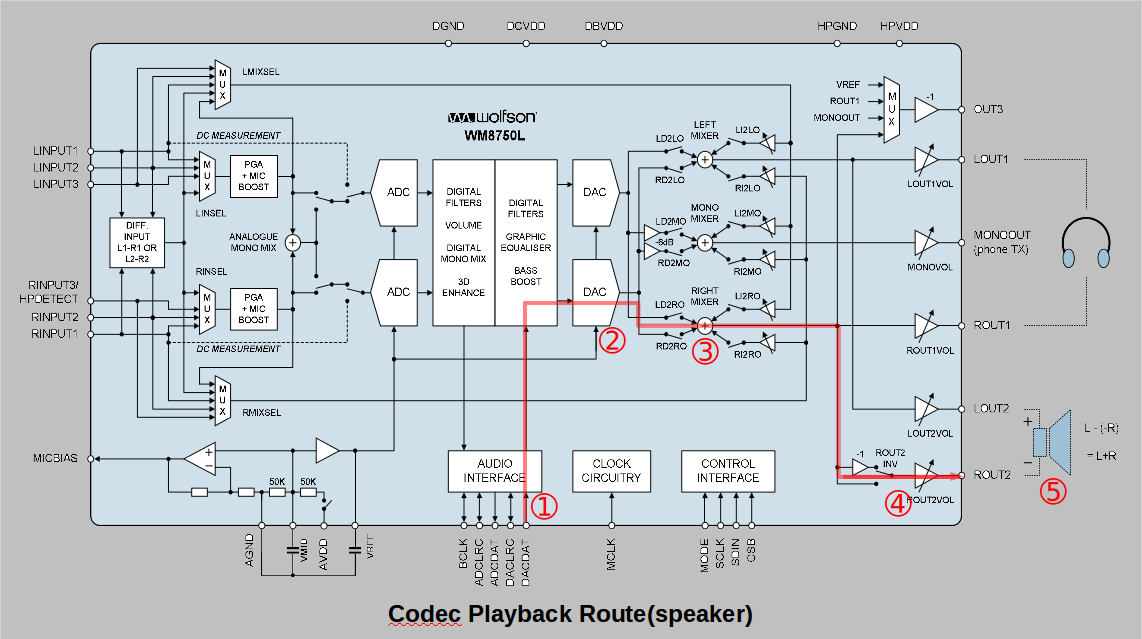 DGND
DCVDD
DBVDD
HPGND
HPVDD
LMIXSEL
MUX
wolfson
WM8750L
VREF
ROUT1
MONOOUT
MUX
-1
OUT3
DC MEASUREMENT
LINPUT1
LINPUT2
LINPUT3
MUX
LINSEL
PGA
+ MIC
BOOST
ADC
DIGITAL
FILTERS
VOLUME
DIGITAL
MONO MIX
3D
ENHANCE
DIGITAL
FILTERS
GRAPHIC
EQUALISER
BASS
BOOST
DAC
LD2LO
RD2LO
LEFT
MIXER
+
LI2LO
RI2LO
LOUT1VOL
LOUT1
DIFF.
INPUT
L1-R1 OR
L2-R2
ANALOGUE
MONO MIX
+
LD2MO
-6dB
RD2MO
MONO
MIXER
+
LI2MO
RI2MO
MONOVOL
MONOOUT
(phone TX)
RINSEL
RINPUT3/
HPDETECT
RINPUT2
RINPUT1
MUX
PGA
+ MIC
BOOST
ADC
DAC
②
LD2RO
RD2RO
RIGHT
MIXER
+
③
RI2RO
RI2RO
ROUT1VOL
ROUT1
DC MEASUREMENT
MUX
RMIXSEL
LOUT2VOL
LOUT2
+
−
L - (-R)
= L+R
⑤
MICBIAS
+
−
50K
50K
AUDIO
INTERFACE
①
CLOCK
CIRCUITRY
CONTROL
INTERFACE
-1
ROUT2
INV
④
ROUT2VOL
ROUT2
AGND
VMID
AVDD
VREF
BCLK
ADCLRC
ADCDAT
DACLRC
DACDAT
MCLK
MODE
SCLK
SDIN
CSB
Codec Playback Route(speaker)